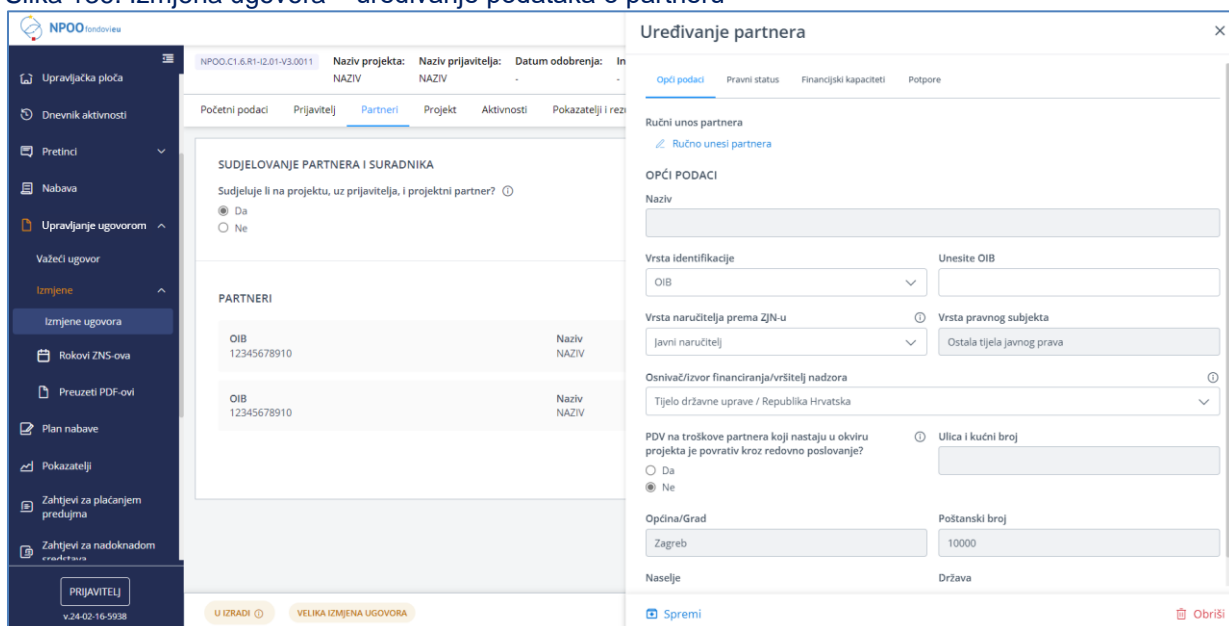 NPOO fondovieu
Upravljačka ploča
Dnevnik aktivnosti
Pretinci
Nabava
Upravljanje ugovorom
Važeći ugovor
Izmjene
Izmjene ugovora
Rokovi ZNS-ova
Preuzeti PDF-ovi
Plan nabave
Pokazatelji
Zahtjevi za plaćanjem
predujma
Zahtjevi za nadoknadom
PRIJAVITELJ
v.24-02-16-5938
NPOO.C1.6.R1-I2.01-V3.0011 Naziv projekta: Naziv prijavitelja: Datum odobrenja: In
NAZIV NAZIV - -
Početni podaci Prijavitelj Partneri Projekt Aktivnosti Pokazatelji i rez
SUDJELOVANJE PARTNERA I SURADNIKA
Sudjeluje li na projektu, uz prijavitelja, i projektni partner?
Da
Ne
PARTNERI
OIB Naziv
12345678910 NAZIV
OIB Naziv
12345678910 NAZIV
U IZRADI VELIKA IZMJENA UGOVORA
Uređivanje partnera
Opći podaci Pravni status Financijski kapaciteti Potpore
Ručni unos partnera
Ručno unesi partnera
OPĆI PODACI
Naziv
Vrsta identifikacije Unesite OIB
OIB
Vrsta naručitelja prema ZJN-u Vrsta pravnog subjekta
Javni naručitelj Ostala tijela javnog prava
Osnivač/izvor financiranja/vršitelj nadzora
Tijelo državne uprave / Republika Hrvatska
PDV na troškove partnera koji nastaju u okviru Ulica i kućni broj
projekta je povrativ kroz redovno poslovanje?
Da
Ne
Općina/Grad Poštanski broj
Zagreb 10000
Naselje Država
Spremi Obriši